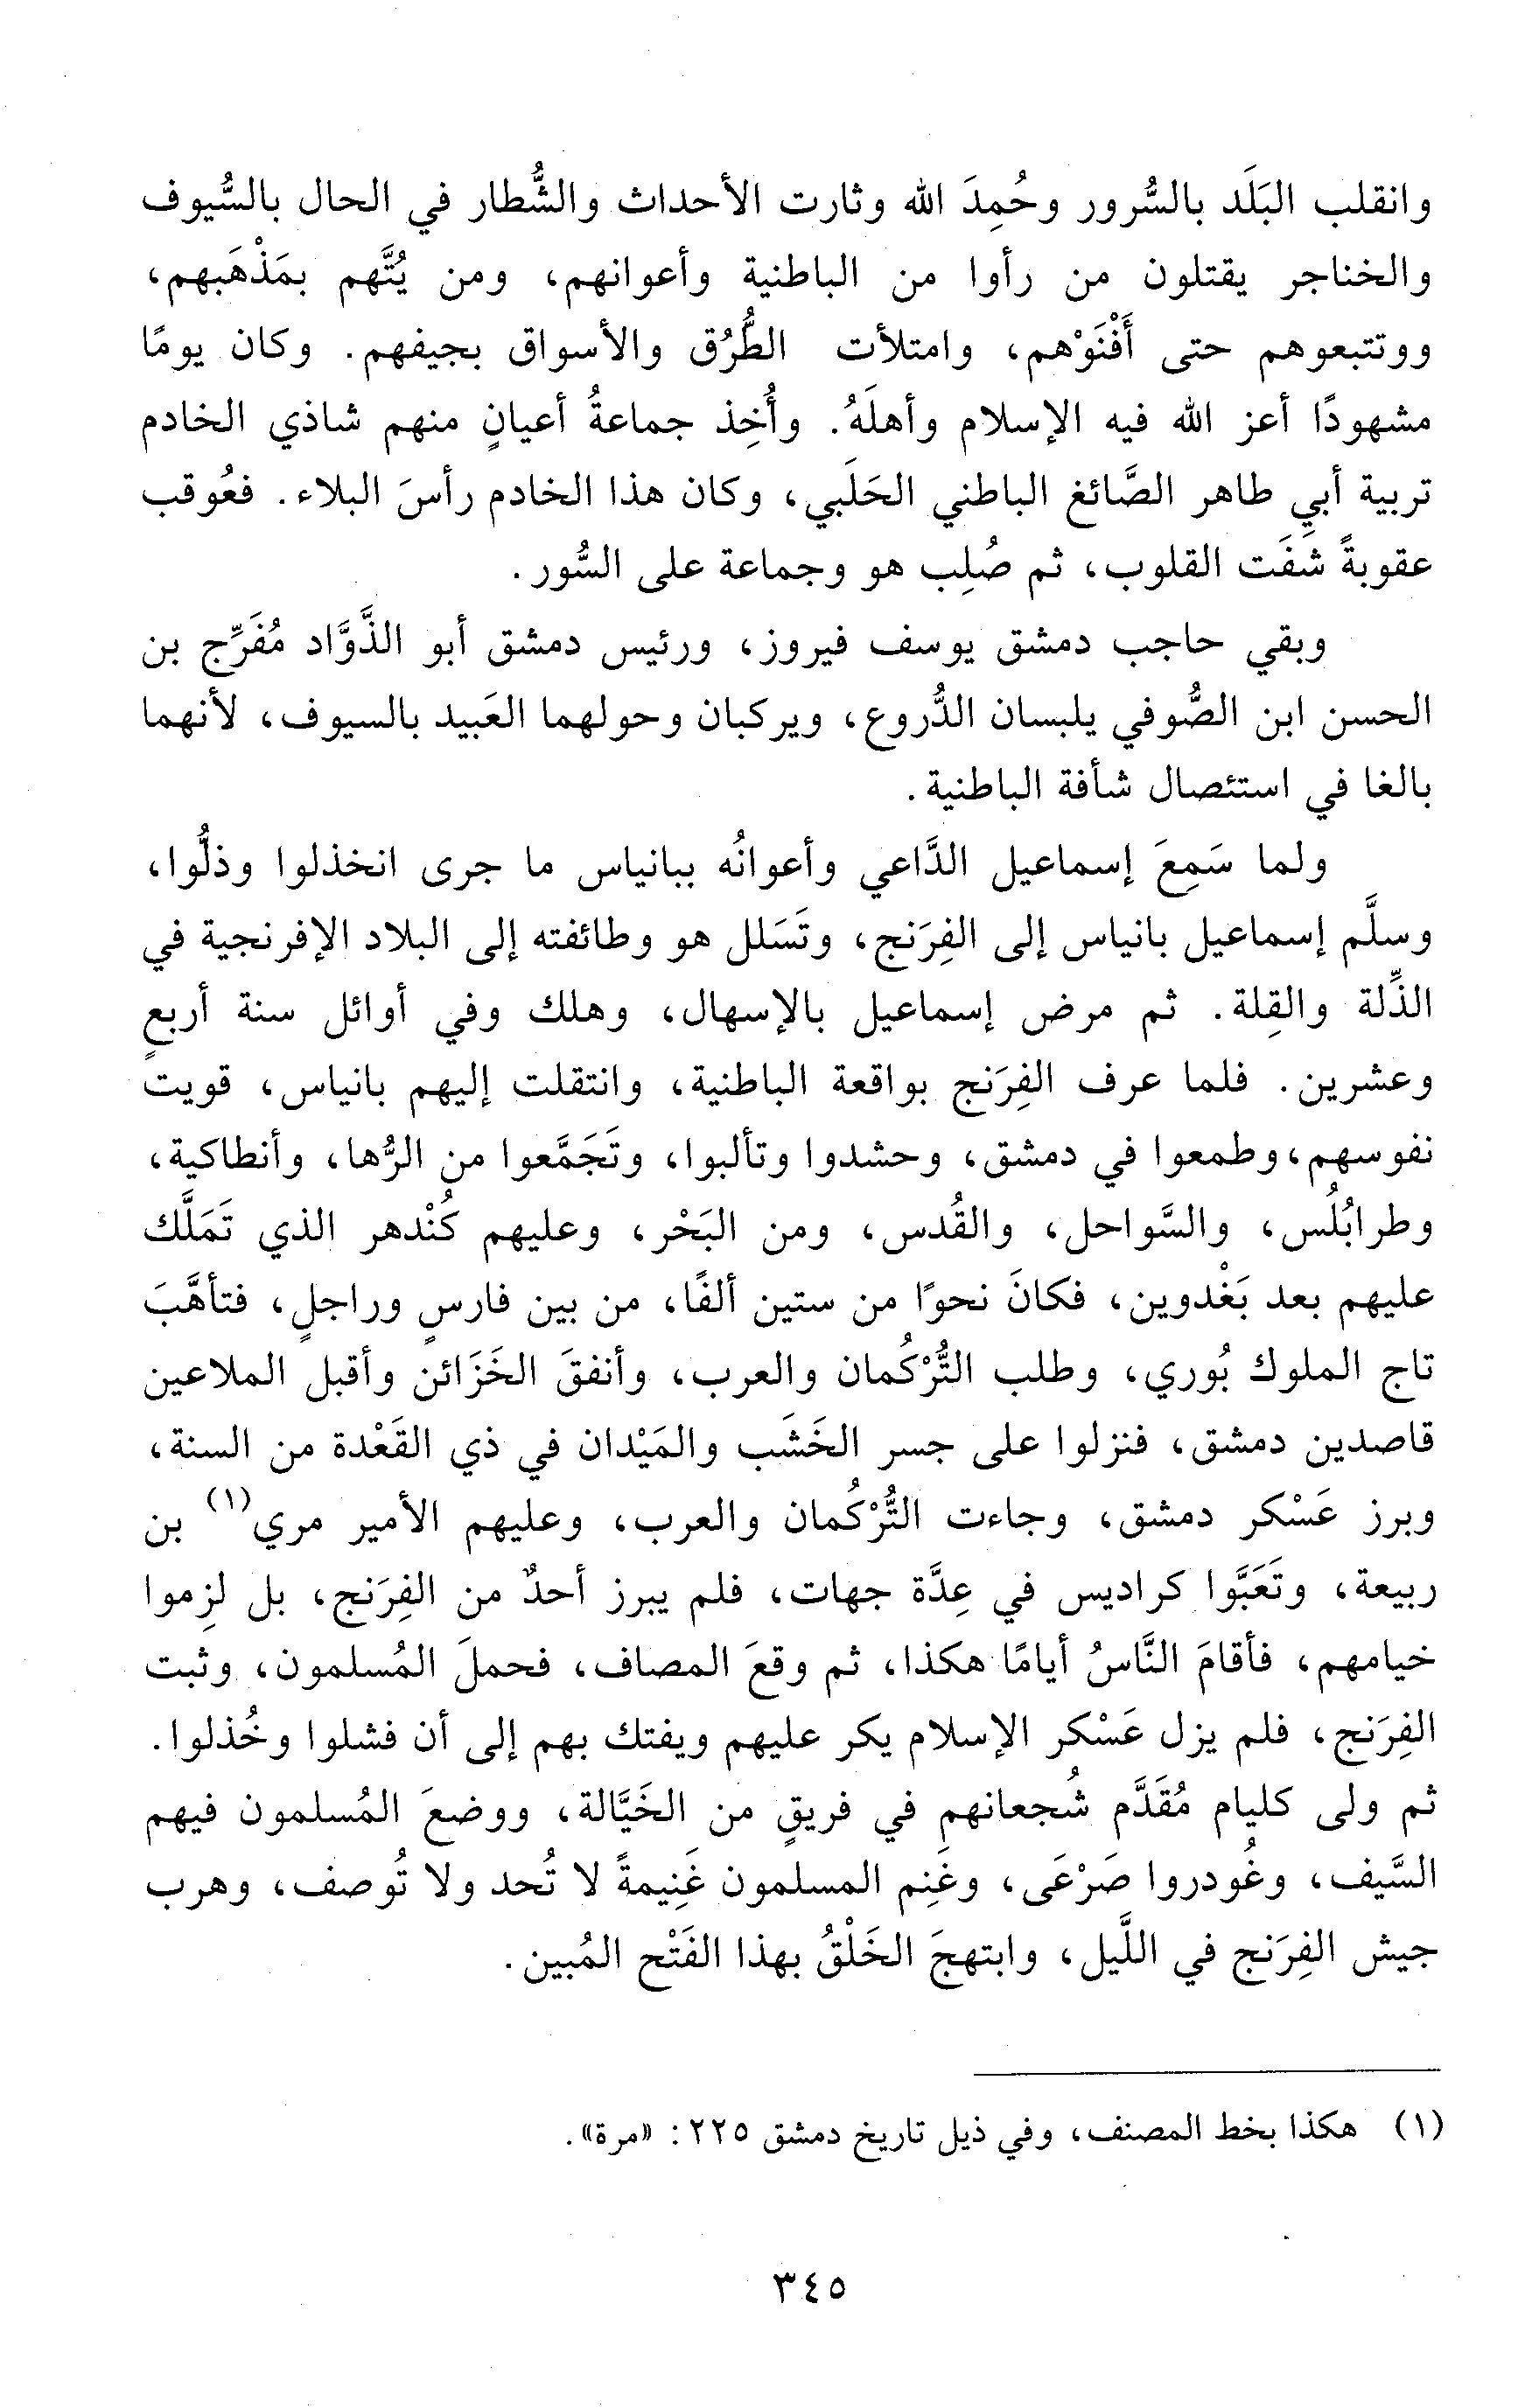 وانقلب البَلَد بالسُّرور وحُمِدَ الله وثارت الأحداث والشُّطار في الحال بالسُّيوف
والخناجر يقتلون من رأوا من الباطنية وأعوانهم، ومن يُتَّهم بمَذْهَبهم،
ووتتبعوهم حتى أَفْنَوْهم، وامتلأت الطُّرُق والأسواق بجيفهم. وكان يومًا
مشهودًا أعز الله فيه الإسلام وأهلَهُ. وأُخِذ جماعةُ أعيانٍ منهم شاذي الخادم
تربية أبي طاهر الصَّائغ الباطني الحَلَبي، وكان هذا الخادم رأسَ البلاء. فعُوقب
عقوبةً شفَت القلوب، ثم صُلِب هو وجماعة على السُّور.
وبقي حاجب دمشق يوسف فيروز، ورئيس دمشق أبو الذَّوَّاد مُفَرِّج بن
الحسن ابن الصُّوفي يلبسان الدُّروع، ويركبان وحولهما العَبيد بالسيوف، لأنهما
بالغا في استئصال شأفة الباطنية.
ولما سَمِعَ إسماعيل الدَّاعي وأعوانُه ببانياس ما جرى انخذلوا وذلُّوا،
وسلَّم إسماعيل بانياس إلى الفِرَنج، وتَسَلل هو وطائفته إلى البلاد الإفرنجية في
الذِّلة والقِلة. ثم مرض إسماعيل بالإسهال، وهلك وفي أوائل سنة أربعٍ
وعشرين. فلما عرف الفِرَنج بواقعة الباطنية، وانتقلت إليهم بانياس، قويت
نفوسهم، وطمعوا في دمشق، وحشدوا وتألبوا، وتَجَمَّعوا من الرُّها، وأنطاكية،
وطرابُلُس، والسَّواحل، والقُدس، ومن البَحْر، وعليهم كُنْدهر الذي تَمَلَّك
عليهم بعد بَغْدوين، فكانَ نحوًا من ستين ألفًا، من بين فارسٍ وراجلٍ، فتأهَّبَ
تاج الملوك بُوري، وطلب التُّرْكُمان والعرب، وأنفقَ الخَزَائن وأقبل الملاعين
قاصدين دمشق، فنزلوا على جسر الخَشَب والمَيْدان في ذي القَعْدة من السنة،
وبرز عَسْكر دمشق، وجاءت التُّرْكُمان والعرب، وعليهم الأمير مري(١) بن
ربيعة، وتَعَبَّوا كراديس في عِدَّة جهات، فلم يبرز أحدٌ من الفِرَنج، بل لزِموا
خيامهم، فأقامَ النَّاسُ أيامًا هكذا، ثم وقعَ المصاف، فحملَ المُسلمون، وثبت
الفِرَنج، فلم يزل عَسْكر الإسلام يكر عليهم ويفتك بهم إلى أن فشلوا وخُذلوا.
ثم ولى كليام مُقَدَّم شُجعانهم في فريقٍ من الخَيَّالة، ووضعَ المُسلمون فيهم
السَّيف، وغُودروا صَرْعَى، وغَنِم المسلمون غَنِيمةً لا تُحد ولا تُوصف، وهرب
جيش الفِرَنج في اللَّيل، وابتهجَ الخَلْقُ بهذا الفَتْح المُبين.
(١) هكذا بخط المصنف، وفي ذيل تاريخ دمشق ٢٢٥: «مرة».
٣٤٥